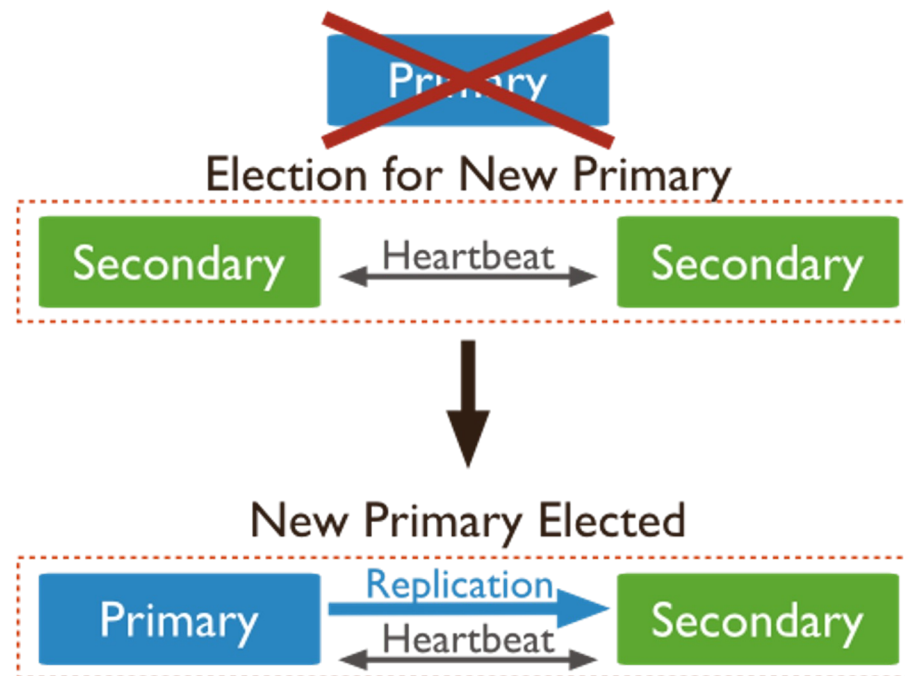 Primary
Election for New Primary
Secondary Heartbeat Secondary
New Primary Elected
Primary Replication Secondary
Heartbeat